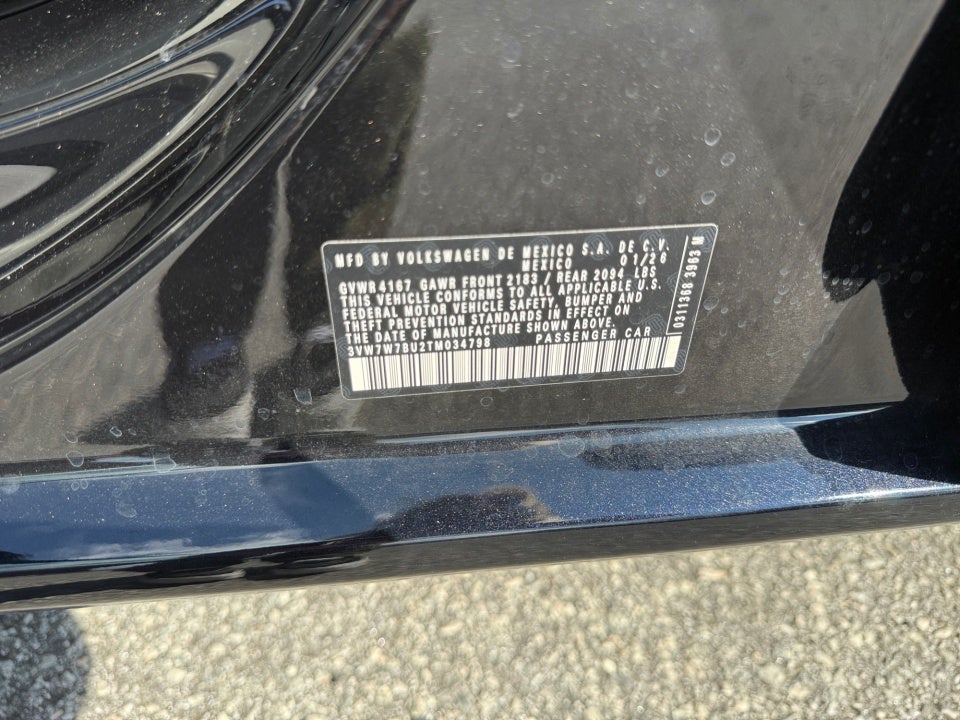 MFD BY VOLKSWAGEN DE MEXICO S.A. DE C.V.
MEXICO 01/26
GVWR 4167 GAWR FRONT 2183 / REAR 2094 LBS
THIS VEHICLE CONFORMS TO ALL APPLICABLE U.S.
FEDERAL MOTOR VEHICLE SAFETY, BUMPER AND
THEFT PREVENTION STANDARDS IN EFFECT ON
THE DATE OF MANUFACTURE SHOWN ABOVE.
3VW7W7BU2TM034798 PASSENGER CAR
0311368 3963 M